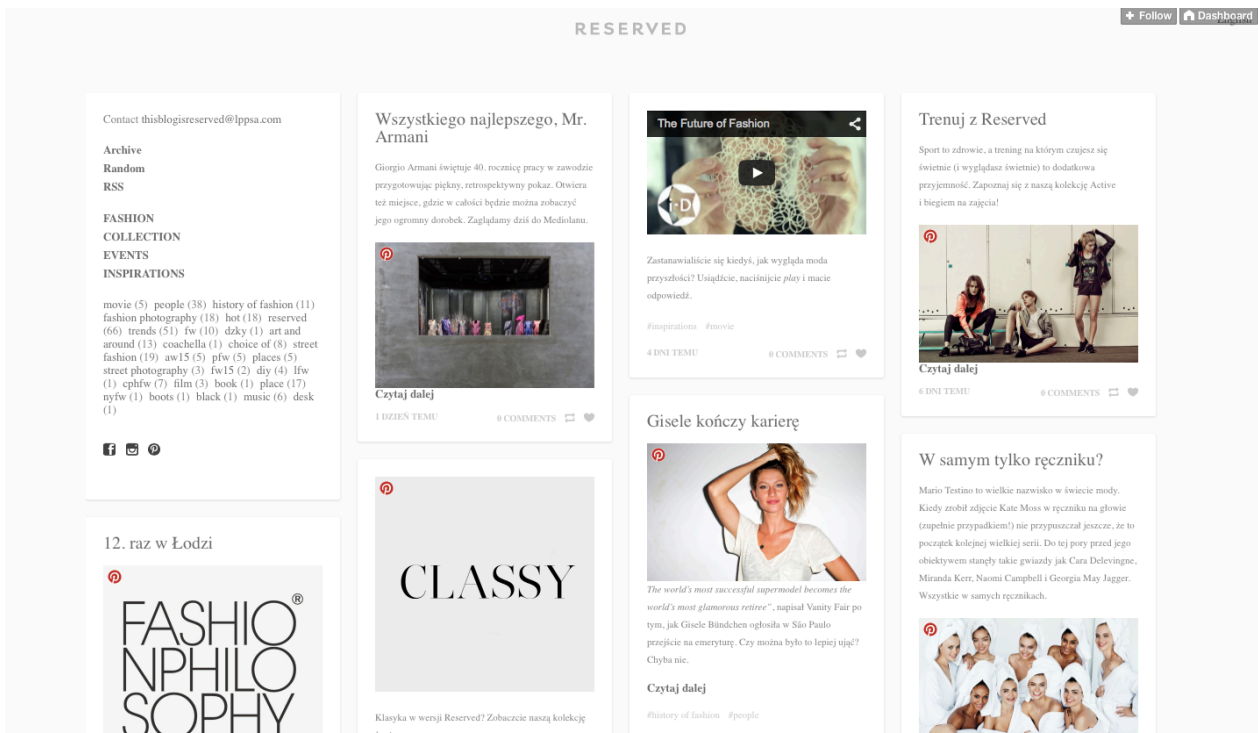 RESERVED
Follow
Dashboard
English
Contact thisblogisreserved@lppsa.com
Archive
Random
RSS
FASHION
COLLECTION
EVENTS
INSPIRATIONS
movie (5) people (38) history of fashion (11)
fashion photography (18) hot (18) reserved
(66) trends (51) fw (10) dzky (1) art and
around (13) coachella (1) choice of (8) street
fashion (19) aw15 (5) pfw (5) places (5)
street photography (3) fw15 (2) diy (4) lfw
(1) cphfw (7) film (3) book (1) place (17)
nyfw (1) boots (1) black (1) music (6) desk
(1)
12. raz w Łodzi
FASHIO®
NPHILO
SOPHY
Wszystkiego najlepszego, Mr.
Armani
Giorgio Armani świętuje 40. rocznicę pracy w zawodzie
przygotowując piękny, retrospektywny pokaz. Otwiera
też miejsce, gdzie w całości będzie można zobaczyć
jego ogromny dorobek. Zaglądamy dziś do Mediolanu.
Czytaj dalej
1 DZIEŃ TEMU
0 COMMENTS
CLASSY
Klasyka w wersji Reserved? Zobaczcie naszą kolekcję
The Future of Fashion
i-D
Zastanawialiście się kiedyś, jak wygląda moda
przyszłości? Usiądźcie, naciśnijcie play i macie
odpowiedź.
#inspirations #movie
4 DNI TEMU
0 COMMENTS
Gisele kończy karierę
The world's most successful supermodel becomes the
world's most glamorous retiree”, napisał Vanity Fair po
tym, jak Gisele Bündchen ogłosiła w São Paulo
przejście na emeryturę. Czy można było to lepiej ująć?
Chyba nie.
Czytaj dalej
#history of fashion #people
Trenuj z Reserved
Sport to zdrowie, a trening na którym czujesz się
świetnie (i wyglądasz świetnie) to dodatkowa
przyjemność. Zapoznaj się z naszą kolekcję Active
i biegiem na zajęcia!
Czytaj dalej
6 DNI TEMU
0 COMMENTS
W samym tylko ręczniku?
Mario Testino to wielkie nazwisko w świecie mody.
Kiedy zrobił zdjęcie Kate Moss w ręczniku na głowie
(zupełnie przypadkiem!) nie przypuszczał jeszcze, że to
początek kolejnej wielkiej serii. Do tej pory przed jego
obiektywem stanęły takie gwiazdy jak Cara Delevingne,
Miranda Kerr, Naomi Campbell i Georgia May Jagger.
Wszystkie w samych ręcznikach.